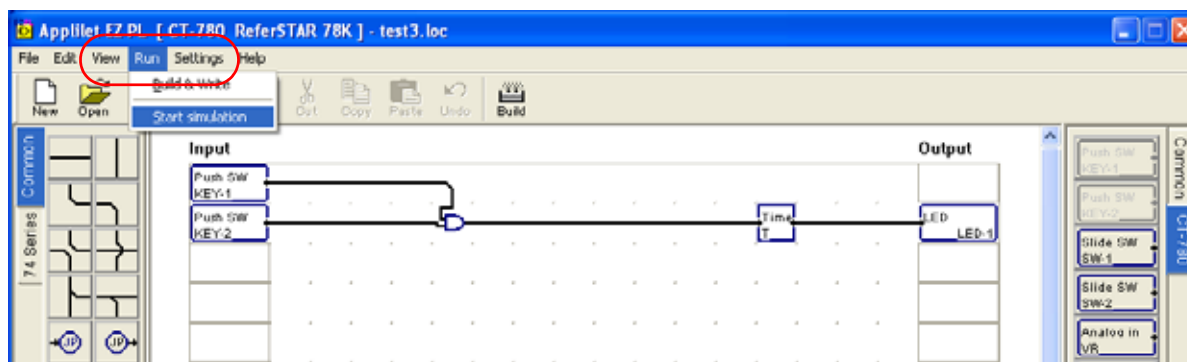 Applilet EZ PL [ CT-780 ReferSTAR 78K ] - test3.loc
File Edit View Run Settings Help
Build & Write
Start simulation
New Open Cut Copy Paste Undo Build
Common
74 Series
Input
Output
Push SW
KEY-1
Push SW
KEY-2
Time
T
LED
LED-1
JP
JP
Push SW
KEY-1
Push SW
KEY-2
Slide SW
SW-1
Slide SW
SW-2
Analog in
VR
Common
CT-780